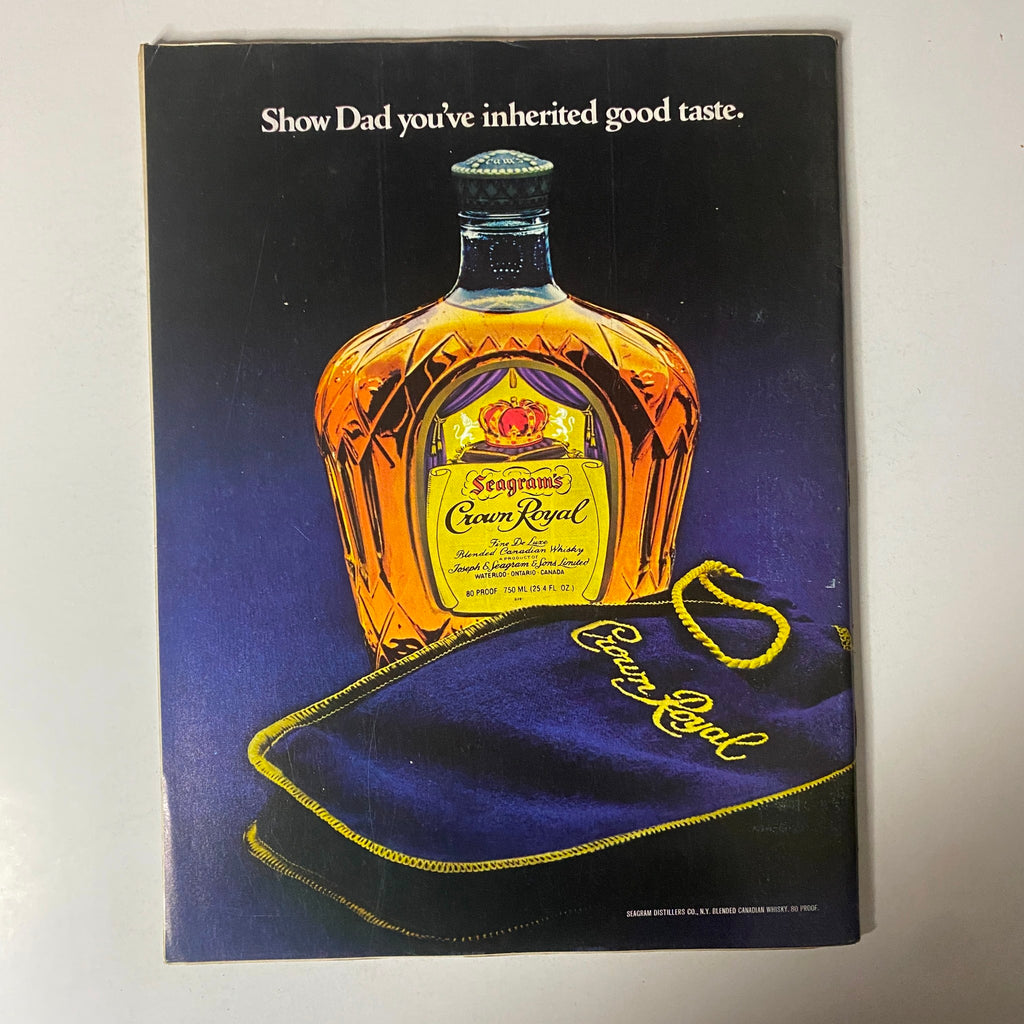 Show Dad you've inherited good taste.
Seagram's
Crown Royal
Fine De Luxe
Blended Canadian Whisky
A PRODUCT OF
Joseph E. Seagram & Sons Limited
WATERLOO · ONTARIO · CANADA
80 PROOF 750 ML (25.4 FL. OZ.)
Crown Royal
SEAGRAM DISTILLERS CO., N.Y. BLENDED CANADIAN WHISKY. 80 PROOF.